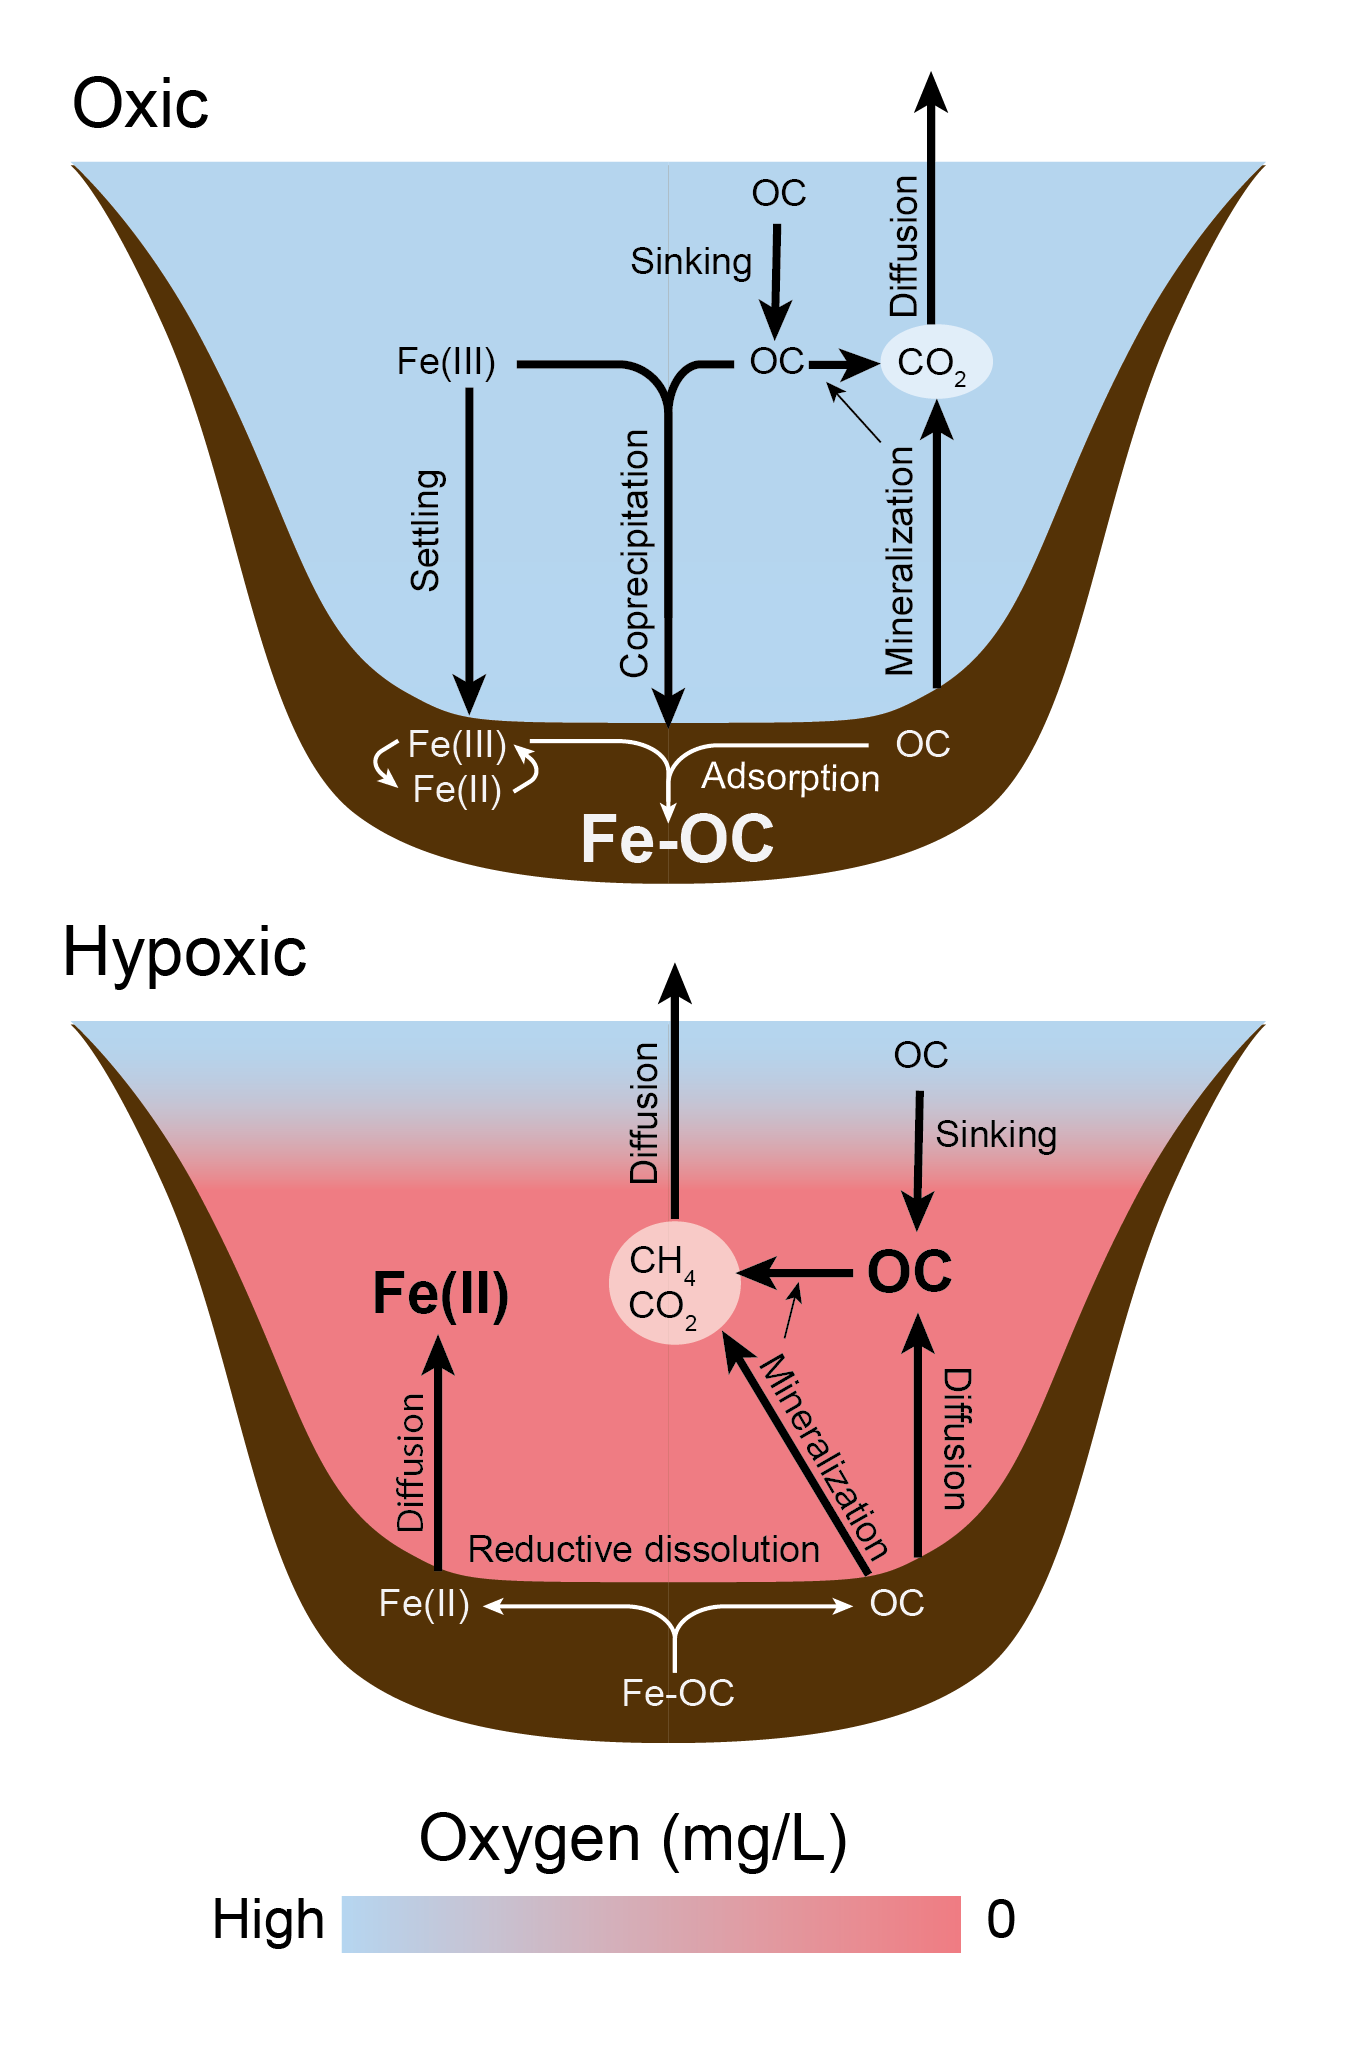 Oxic
OC
Sinking
Diffusion
Fe(III)
OC
CO2
Settling
Coprecipitation
Mineralization
Fe(III)
OC
Fe(II)
Adsorption
Fe-OC
Hypoxic
Diffusion
OC
Sinking
CH4
CO2
OC
Fe(II)
Diffusion
Mineralization
Diffusion
Reductive dissolution
Fe(II)
OC
Fe-OC
Oxygen (mg/L)
High
0